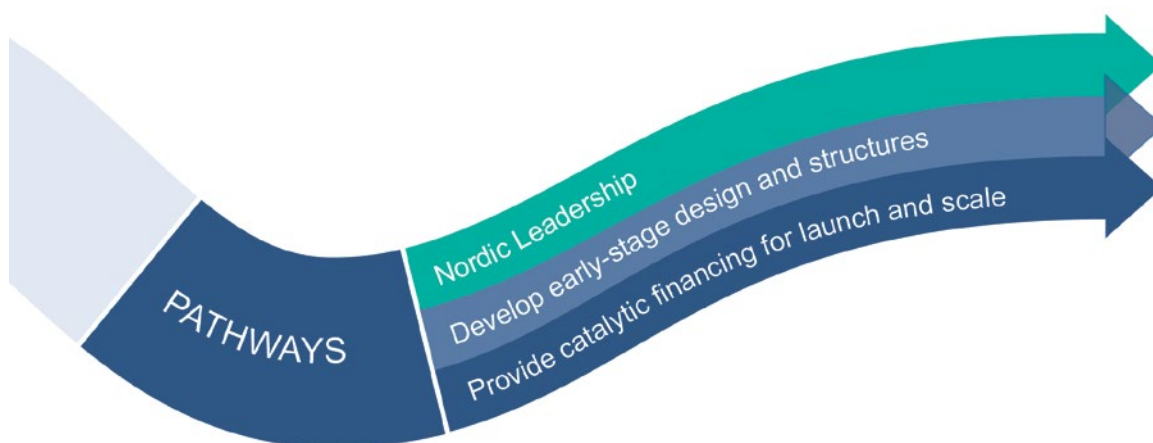 PATHWAYS
Nordic Leadership
Develop early-stage design and structures
Provide catalytic financing for launch and scale